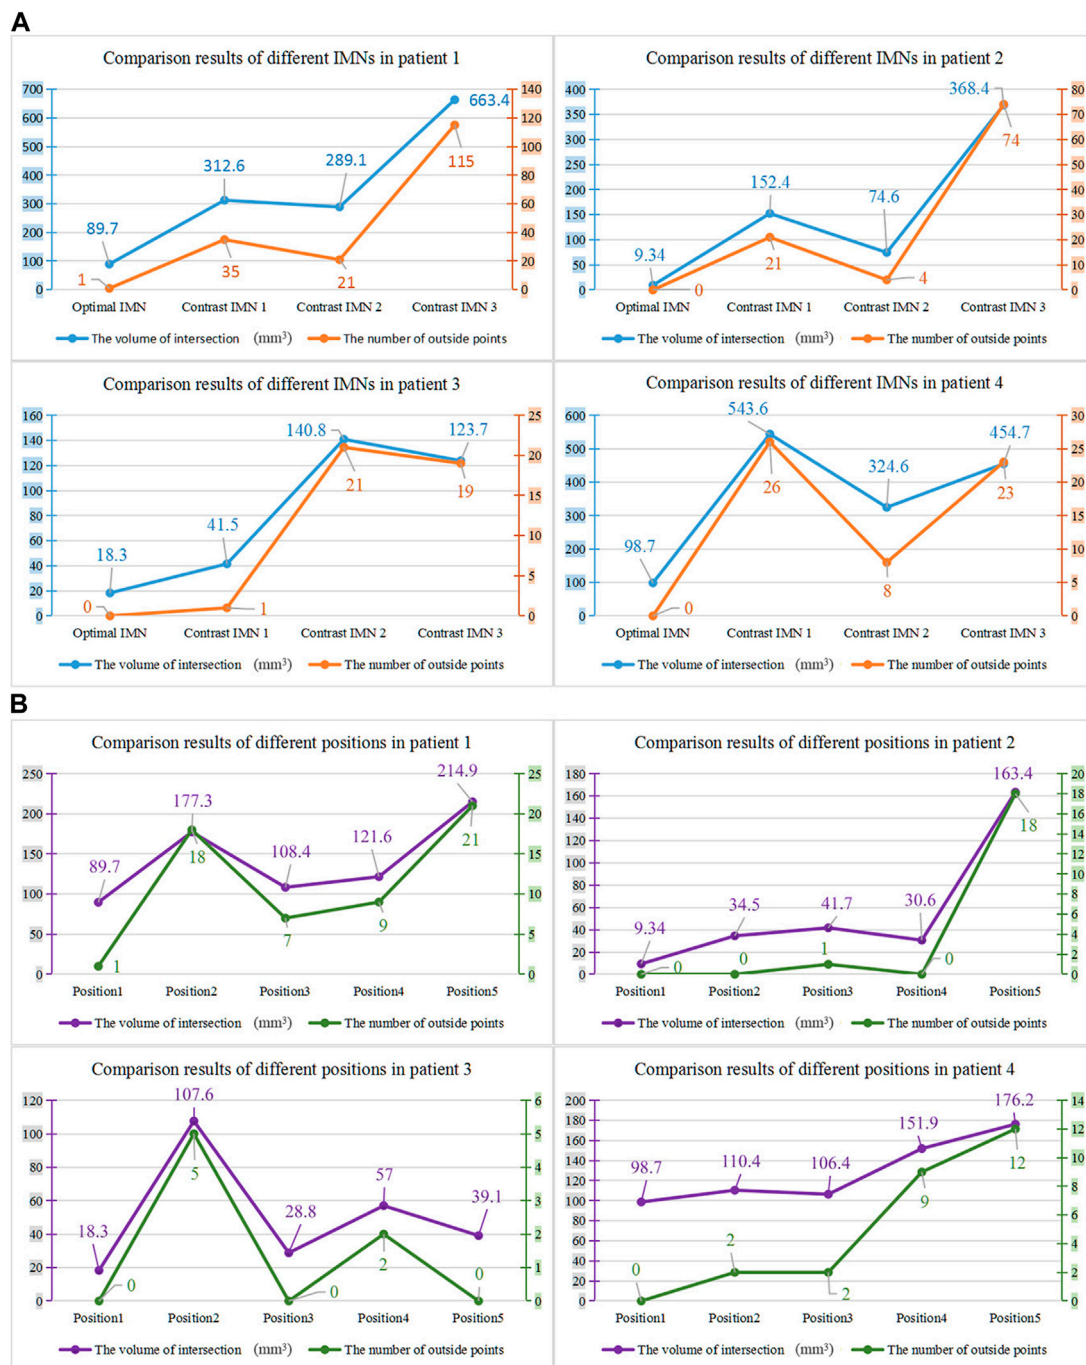 A
Comparison results of different IMNs in patient 1
700 600 500 400 300 200 100 0
140 120 100 80 60 40 20 0
89.7 312.6 289.1 663.4
1 35 21 115
Optimal IMN Contrast IMN 1 Contrast IMN 2 Contrast IMN 3
The volume of intersection (mm³) The number of outside points
Comparison results of different IMNs in patient 2
400 350 300 250 200 150 100 50 0
80 70 60 50 40 30 20 10 0
9.34 152.4 74.6 368.4
0 21 4 74
Optimal IMN Contrast IMN 1 Contrast IMN 2 Contrast IMN 3
The volume of intersection (mm³) The number of outside points
Comparison results of different IMNs in patient 3
160 140 120 100 80 60 40 20 0
25 20 15 10 5 0
18.3 41.5 140.8 123.7
0 1 21 19
Optimal IMN Contrast IMN 1 Contrast IMN 2 Contrast IMN 3
The volume of intersection (mm³) The number of outside points
Comparison results of different IMNs in patient 4
600 500 400 300 200 100 0
30 25 20 15 10 5 0
98.7 543.6 324.6 454.7
0 26 8 23
Optimal IMN Contrast IMN 1 Contrast IMN 2 Contrast IMN 3
The volume of intersection (mm³) The number of outside points
B
Comparison results of different positions in patient 1
250 200 150 100 50 0
25 20 15 10 5 0
89.7 177.3 108.4 121.6 214.9
1 18 7 9 21
Position1 Position2 Position3 Position4 Position5
The volume of intersection (mm³) The number of outside points
Comparison results of different positions in patient 2
180 160 140 120 100 80 60 40 20 0
20 18 16 14 12 10 8 6 4 2 0
9.34 34.5 41.7 30.6 163.4
0 0 1 0 18
Position1 Position2 Position3 Position4 Position5
The volume of intersection (mm³) The number of outside points
Comparison results of different positions in patient 3
120 100 80 60 40 20 0
6 5 4 3 2 1 0
18.3 107.6 28.8 57 39.1
0 5 0 2 0
Position1 Position2 Position3 Position4 Position5
The volume of intersection (mm³) The number of outside points
Comparison results of different positions in patient 4
200 180 160 140 120 100 80 60 40 20 0
14 12 10 8 6 4 2 0
98.7 110.4 106.4 151.9 176.2
0 2 2 9 12
Position1 Position2 Position3 Position4 Position5
The volume of intersection (mm³) The number of outside points